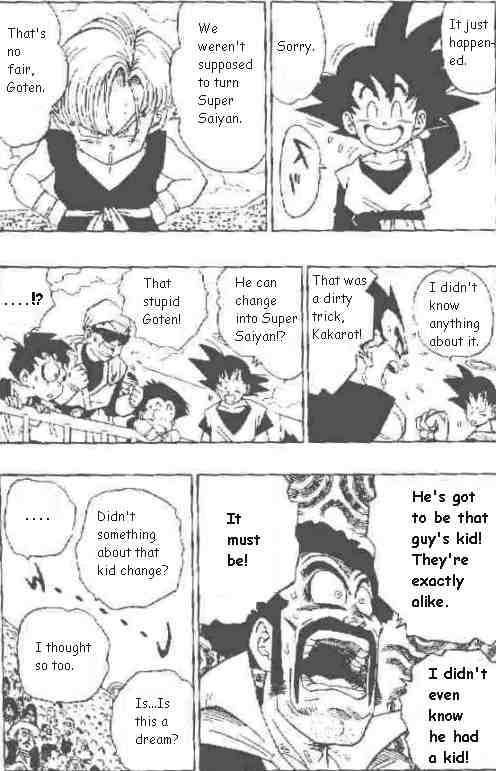 That's
no
fair,
Goten.
We
weren't
supposed
to turn
Super
Saiyan.
Sorry.
It just
happen-
ed.
....!?
That
stupid
Goten!
He can
change
into Super
Saiyan!?
That was
a dirty
trick,
Kakarot!
I didn't
know
anything
about it.
....
Didn't
something
about that
kid change?
I thought
so too.
Is...Is
this a
dream?
It
must
be!
He's got
to be that
guy's kid!
They're
exactly
alike.
I didn't
even
know
he had
a kid!